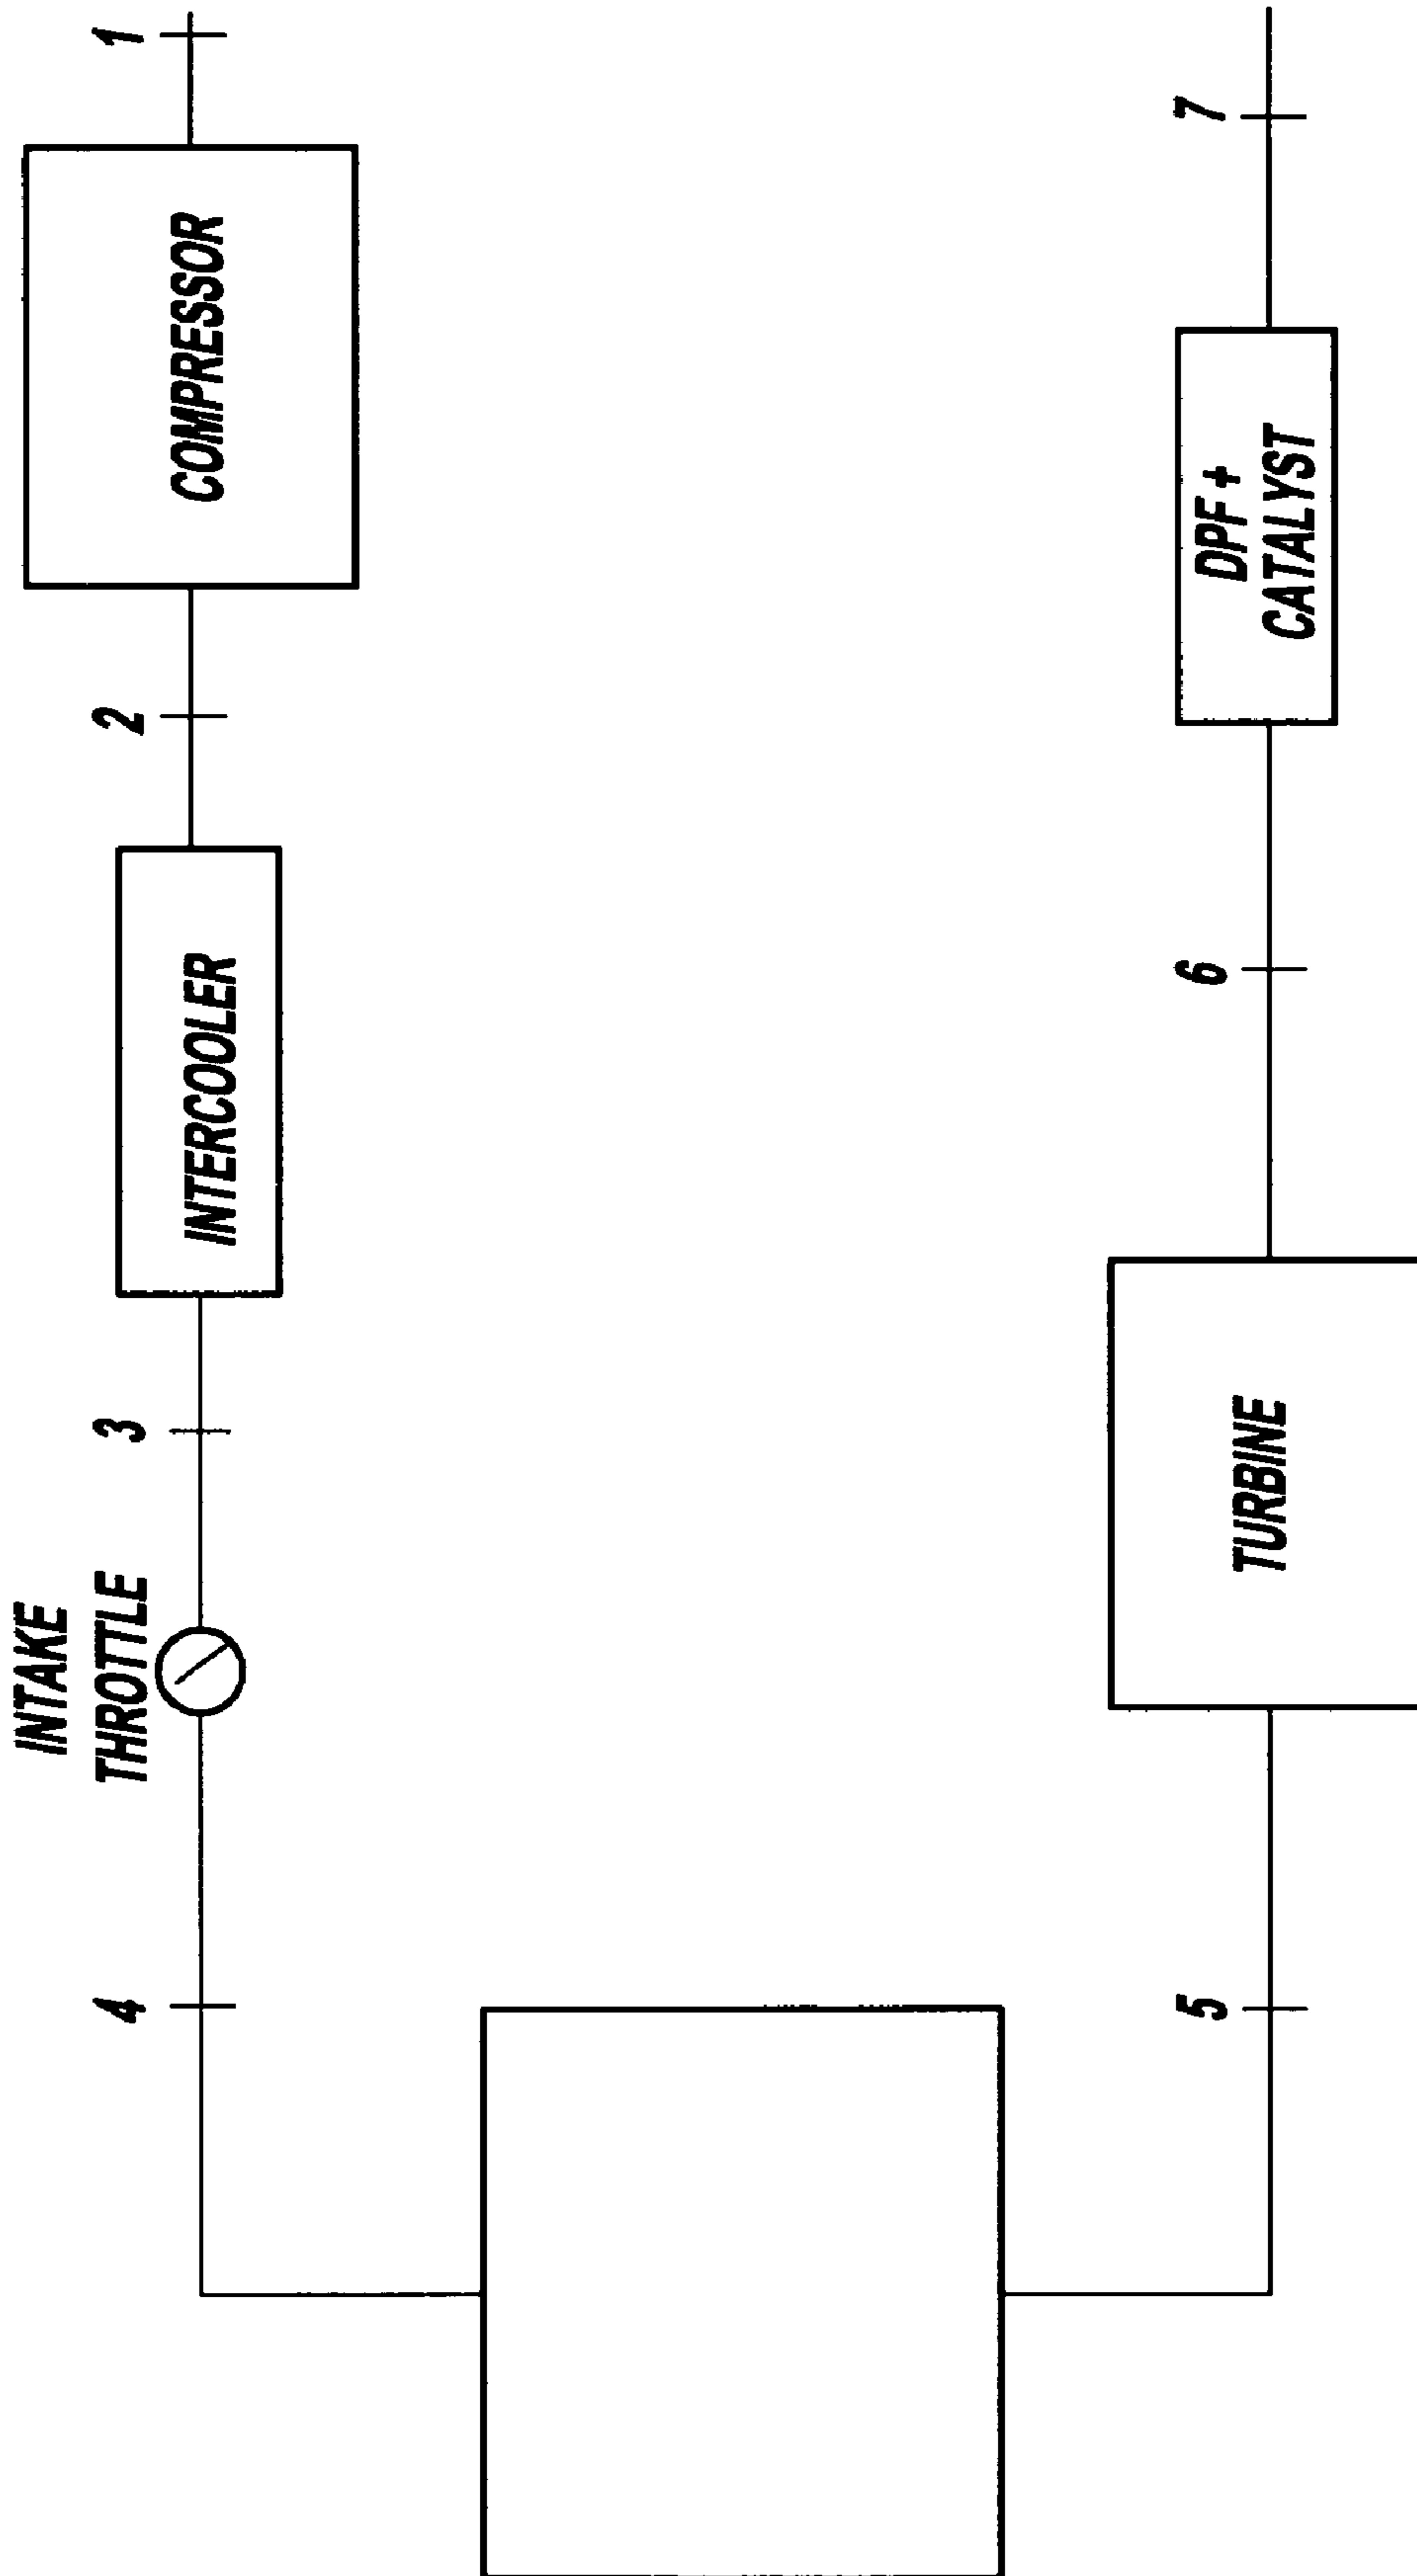 1
COMPRESSOR
2
INTERCOOLER
3
INTAKE
THROTTLE
4
5
TURBINE
6
DPF +
CATALYST
7